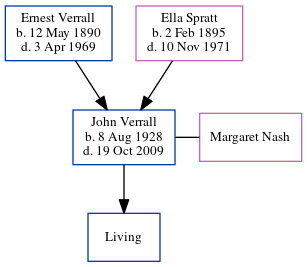 Ernest Verrall
b. 12 May 1890
d. 3 Apr 1969
Ella Spratt
b. 2 Feb 1895
d. 10 Nov 1971
John Verrall
b. 8 Aug 1928
d. 19 Oct 2009
Margaret Nash
Living